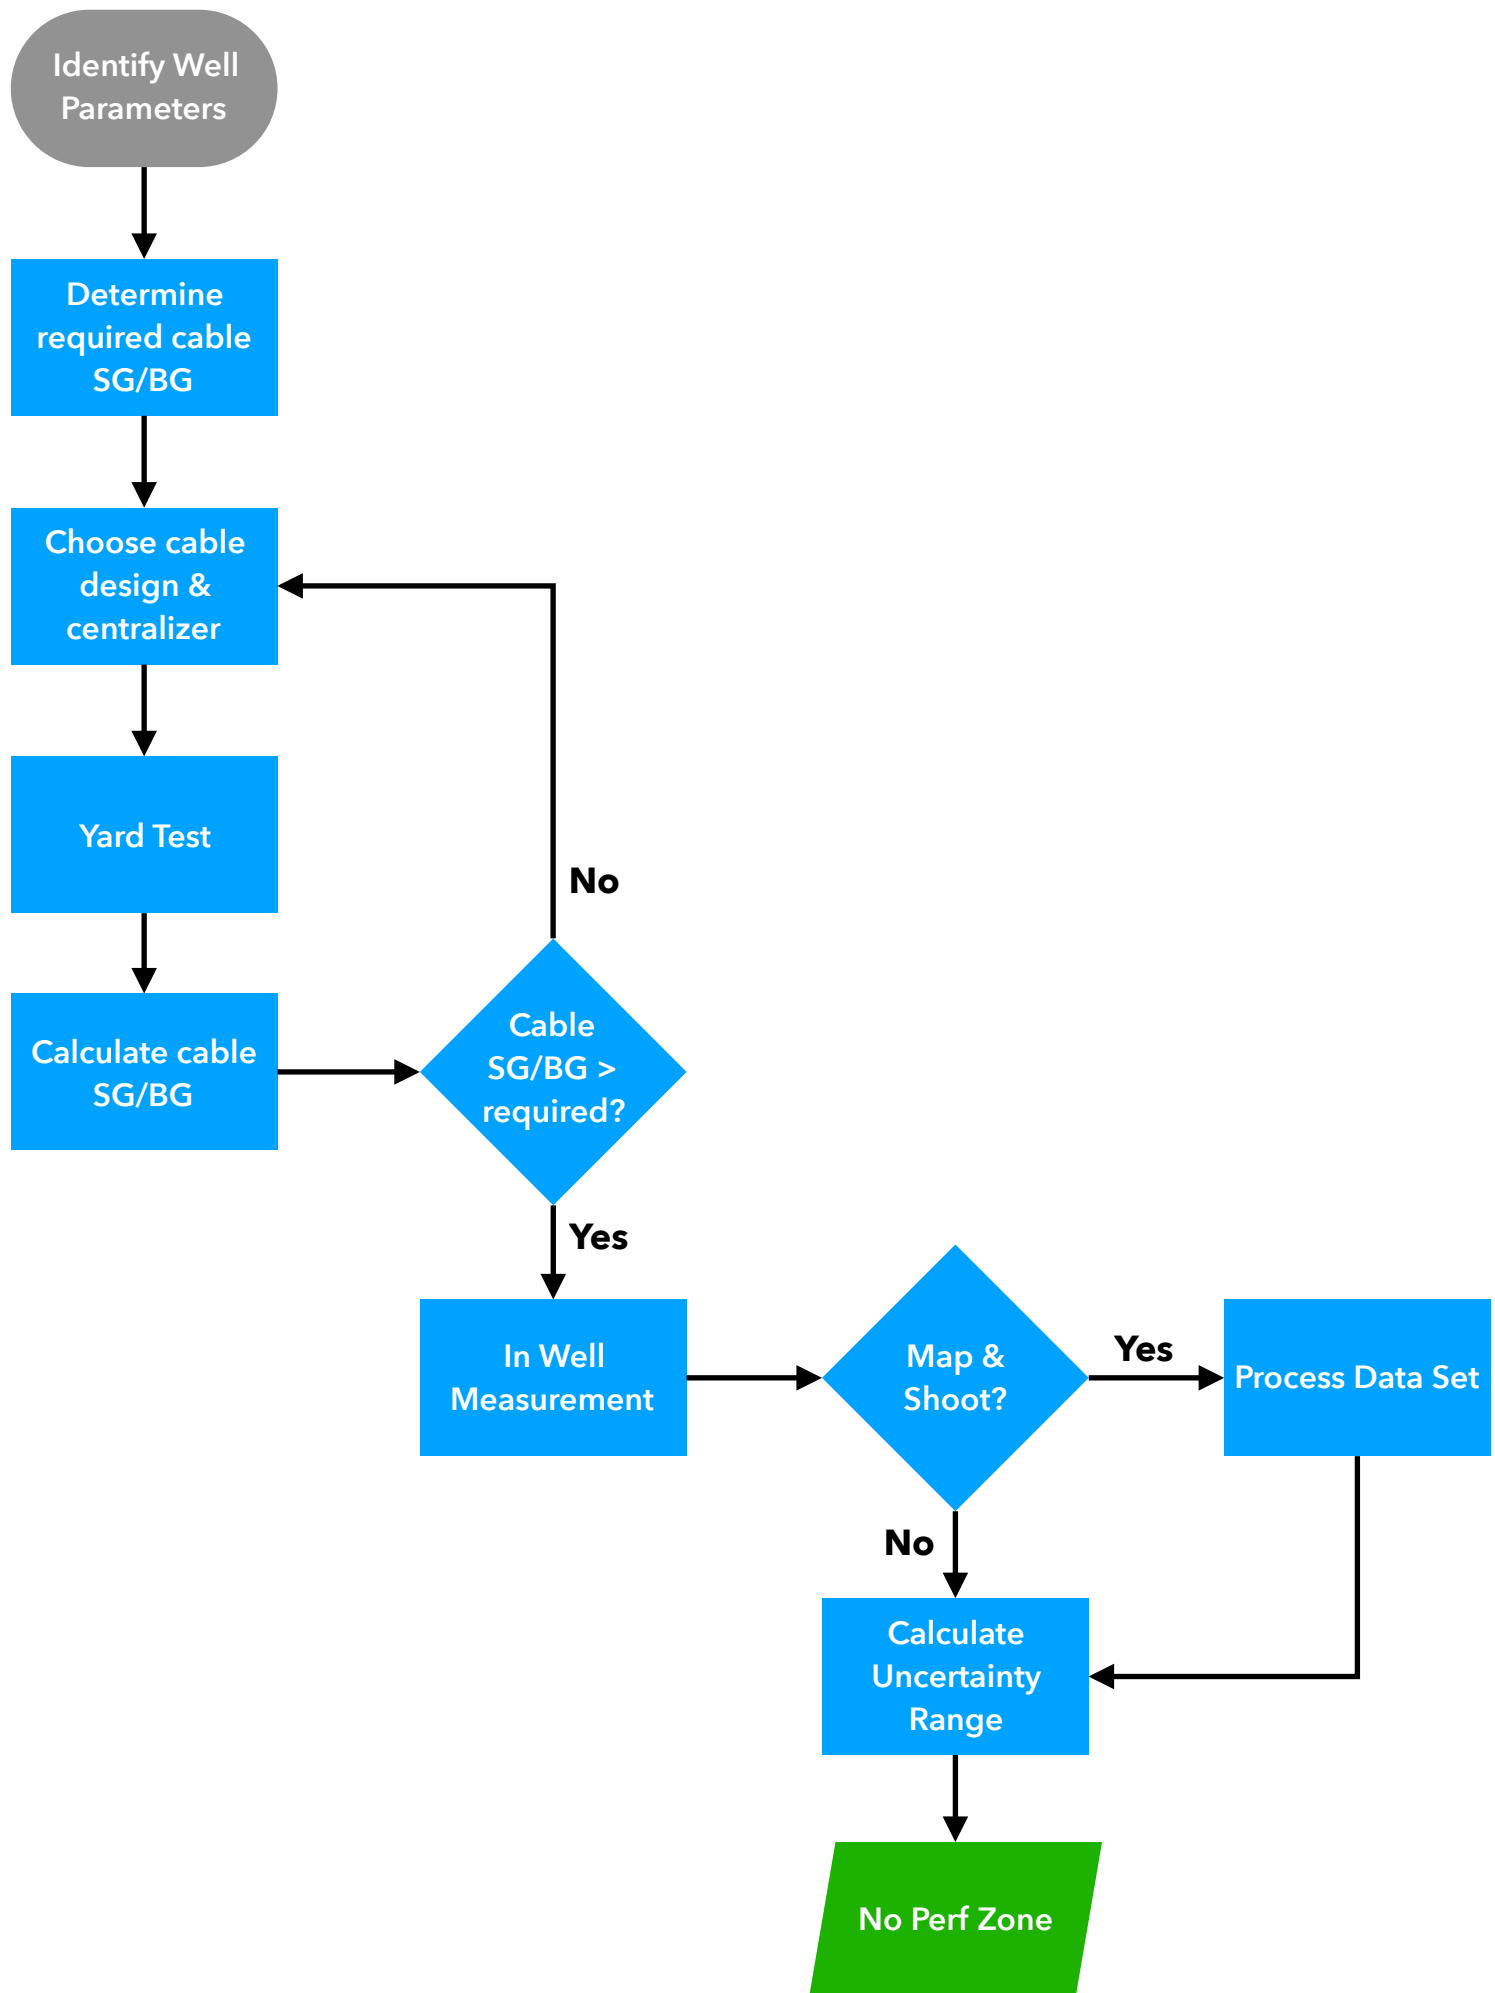 Identify Well
Parameters
Determine
required cable
SG/BG
Choose cable
design &
centralizer
Yard Test
No
Calculate cable
SG/BG
Cable
SG/BG >
required?
Yes
In Well
Measurement
Map &
Shoot?
Yes
Process Data Set
No
Calculate
Uncertainty
Range
No Perf Zone